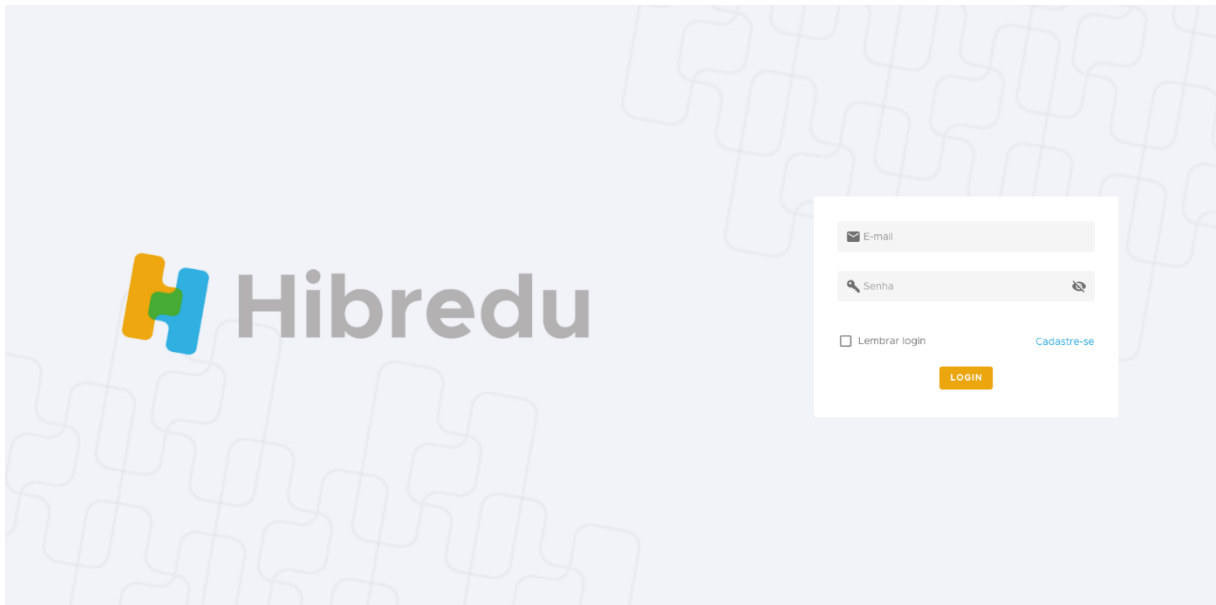 Hibredu
E-mail
Senha
Lembrar login
Cadastre-se
LOGIN